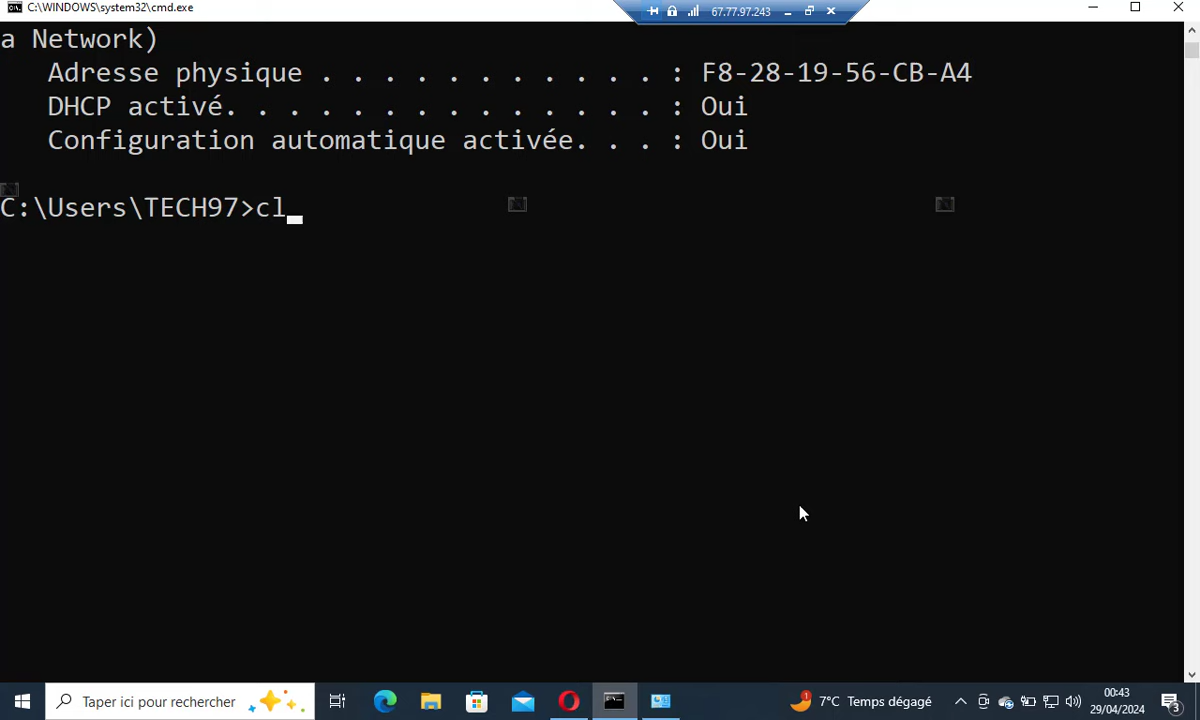 C:\WINDOWS\system32\cmd.exe
67.77.97.243
a Network)
Adresse physique . . . . . . . . . . . : F8-28-19-56-CB-A4
DHCP activé. . . . . . . . . . . . . . : Oui
Configuration automatique activée. . . : Oui
C:\Users\TECH97>cl
Taper ici pour rechercher
1
7°C Temps dégagé
00:43
29/04/2024
3